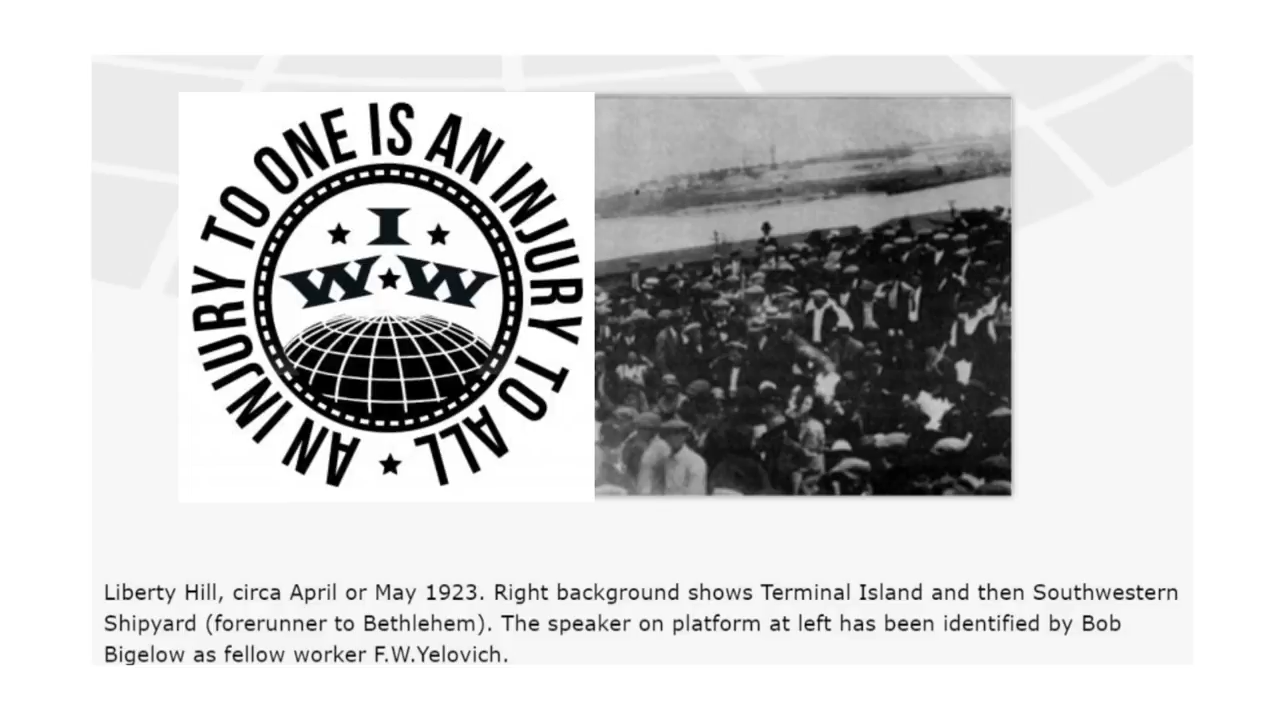 AN INJURY TO ONE IS AN INJURY TO ALL
I
W W
Liberty Hill, circa April or May 1923. Right background shows Terminal Island and then Southwestern
Shipyard (forerunner to Bethlehem). The speaker on platform at left has been identified by Bob
Bigelow as fellow worker F.W.Yelovich.